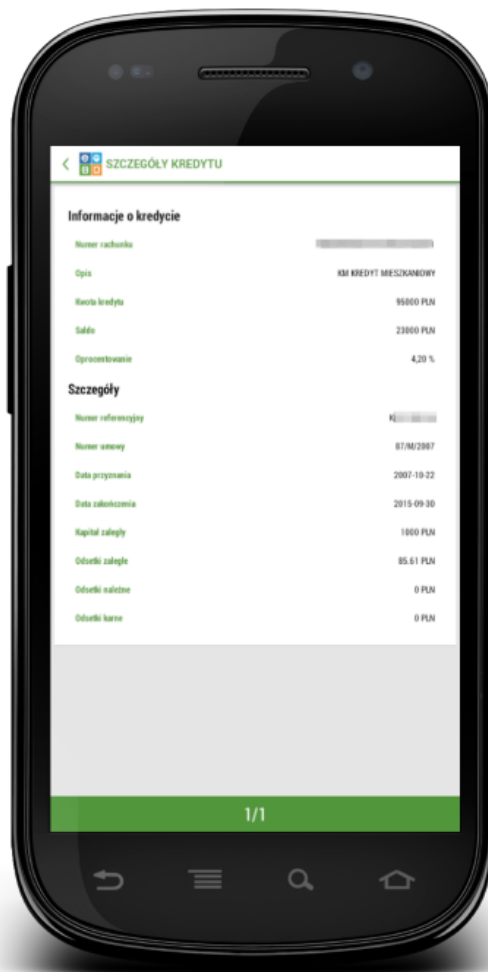 SZCZEGÓŁY KREDYTU
Informacje o kredycie
Numer rachunku
Opis KM KREDYT MIESZKANIOWY
Kwota kredytu 95000 PLN
Saldo 23000 PLN
Oprocentowanie 4,20 %
Szczegóły
Numer referencyjny
Numer umowy 87/M/2007
Data przyznania 2007-10-22
Data zakończenia 2015-09-30
Kapitał zaległy 1000 PLN
Odsetki zaległe 85.61 PLN
Odsetki należne 0 PLN
Odsetki karne 0 PLN
1/1